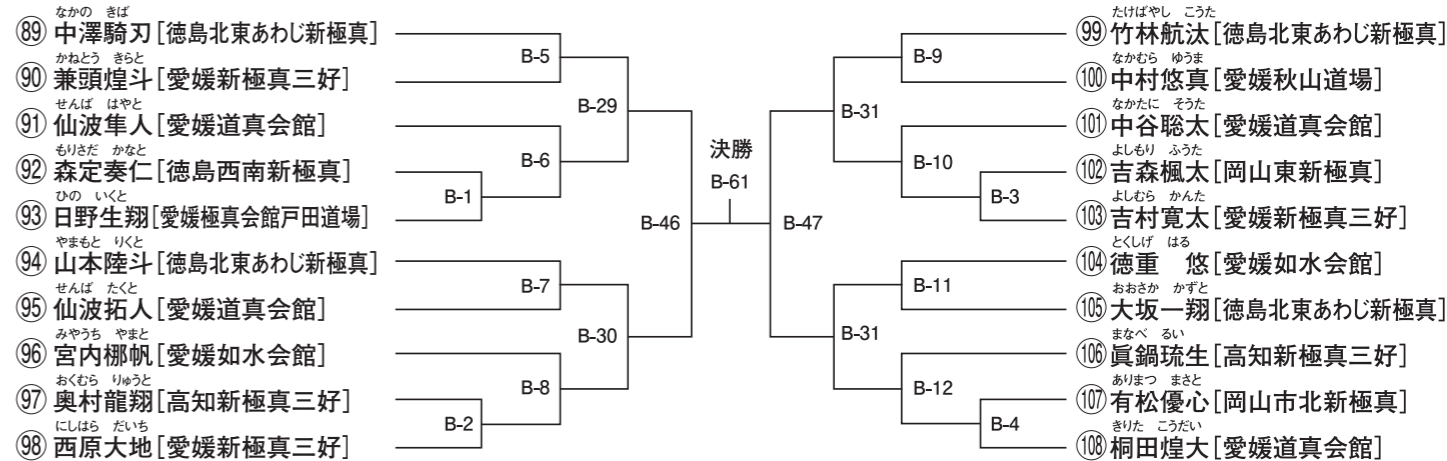 なかの きば
89 中澤騎刃[徳島北東あわじ新極真]
かねとう きらと
90 兼頭煌斗[愛媛新極真三好]
せんば はやと
91 仙波隼人[愛媛道真会館]
もりさだ かなと
92 森定奏仁[徳島西南新極真]
ひの いくと
93 日野生翔[愛媛極真会館戸田道場]
やまもと りくと
94 山本陸斗[徳島北東あわじ新極真]
せんば たくと
95 仙波拓人[愛媛道真会館]
みやうち やまと
96 宮内梛帆[愛媛如水会館]
おくむら りゅうと
97 奥村龍翔[高知新極真三好]
にしはら だいち
98 西原大地[愛媛新極真三好]
B-5
B-29
B-6
B-1
B-46
B-7
B-30
B-8
B-2
決勝
B-61
B-47
B-9
B-31
B-10
B-3
B-11
B-31
B-12
B-4
たけばやし こうた
99 竹林航汰[徳島北東あわじ新極真]
なかむら ゆうま
100 中村悠真[愛媛秋山道場]
なかたに そうた
101 中谷聡太[愛媛道真会館]
よしもり ふうた
102 吉森楓太[岡山東新極真]
よしむら かんた
103 吉村寛太[愛媛新極真三好]
とくしげ はる
104 徳重 悠[愛媛如水会館]
おおさか かずと
105 大坂一翔[徳島北東あわじ新極真]
まなべ るい
106 眞鍋琉生[高知新極真三好]
ありまつ まさと
107 有松優心[岡山市北新極真]
きりた こうだい
108 桐田煌大[愛媛道真会館]